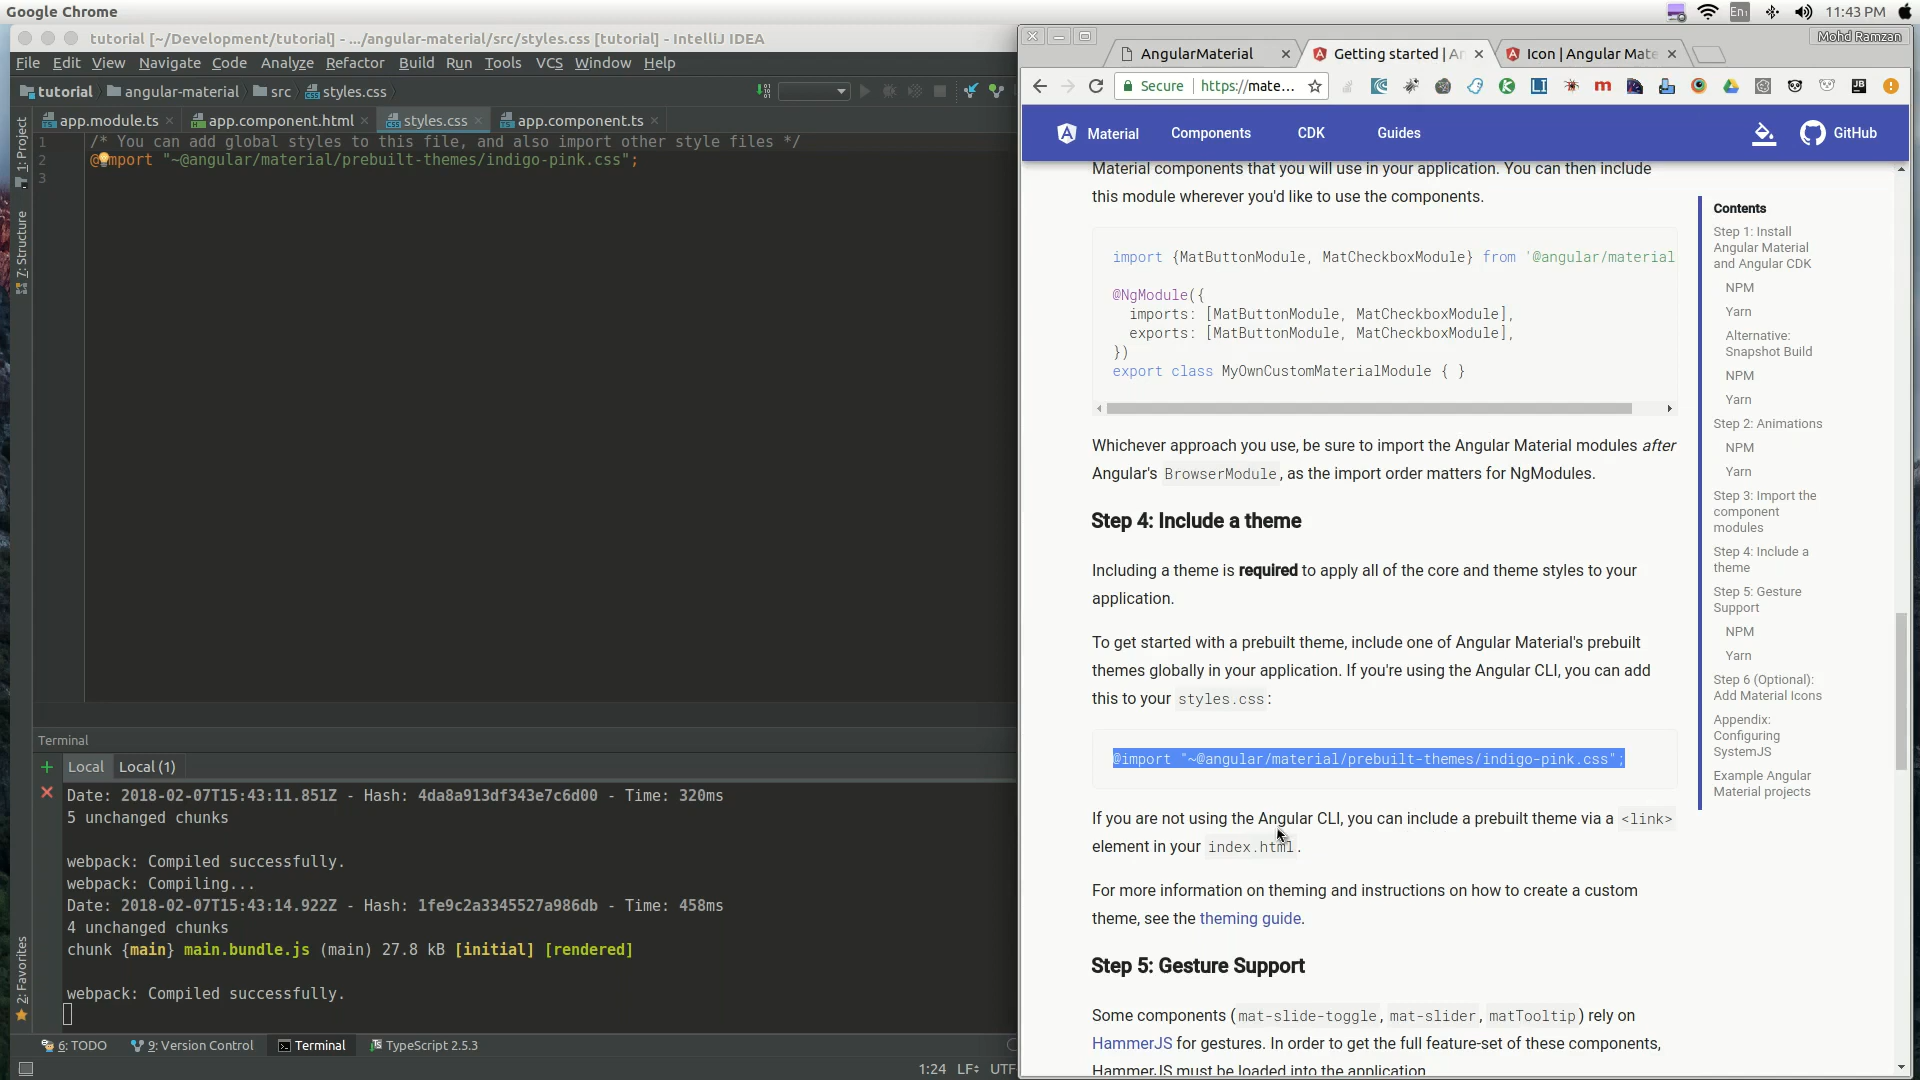 Google Chrome
En
11:43 PM
tutorial [~/Development/tutorial] - .../angular-material/src/styles.css [tutorial] - IntelliJ IDEA
File Edit View Navigate Code Analyze Refactor Build Run Tools VCS Window Help
tutorial angular-material src styles.css
app.module.ts app.component.html styles.css app.component.ts
1: Project
7: Structure
2: Favorites
1 /* You can add global styles to this file, and also import other style files */
2 @import "~@angular/material/prebuilt-themes/indigo-pink.css";
3
Terminal
Local Local (1)
Date: 2018-02-07T15:43:11.851Z - Hash: 4da8a913df343e7c6d00 - Time: 320ms
5 unchanged chunks
webpack: Compiled successfully.
webpack: Compiling...
Date: 2018-02-07T15:43:14.922Z - Hash: 1fe9c2a3345527a986db - Time: 458ms
4 unchanged chunks
chunk {main} main.bundle.js (main) 27.8 kB [initial] [rendered]
webpack: Compiled successfully.
6: TODO 9: Version Control Terminal TypeScript 2.5.3
1:24 LF÷ UTF
Mohd Ramzan
AngularMaterial Getting started | An Icon | Angular Mate
Secure https://mate...
Material Components CDK Guides GitHub
Material components that you will use in your application. You can then include
this module wherever you'd like to use the components.
import {MatButtonModule, MatCheckboxModule} from '@angular/material
@NgModule({
imports: [MatButtonModule, MatCheckboxModule],
exports: [MatButtonModule, MatCheckboxModule],
})
export class MyOwnCustomMaterialModule { }
Whichever approach you use, be sure to import the Angular Material modules after
Angular's BrowserModule, as the import order matters for NgModules.
Step 4: Include a theme
Including a theme is required to apply all of the core and theme styles to your
application.
To get started with a prebuilt theme, include one of Angular Material's prebuilt
themes globally in your application. If you're using the Angular CLI, you can add
this to your styles.css:
@import "~@angular/material/prebuilt-themes/indigo-pink.css";
If you are not using the Angular CLI, you can include a prebuilt theme via a <link>
element in your index.html.
For more information on theming and instructions on how to create a custom
theme, see the theming guide.
Step 5: Gesture Support
Some components (mat-slide-toggle, mat-slider, matTooltip) rely on
HammerJS for gestures. In order to get the full feature-set of these components,
HammerJS must be loaded into the application.
Contents
Step 1: Install
Angular Material
and Angular CDK
NPM
Yarn
Alternative:
Snapshot Build
NPM
Yarn
Step 2: Animations
NPM
Yarn
Step 3: Import the
component
modules
Step 4: Include a
theme
Step 5: Gesture
Support
NPM
Yarn
Step 6 (Optional):
Add Material Icons
Appendix:
Configuring
SystemJS
Example Angular
Material projects